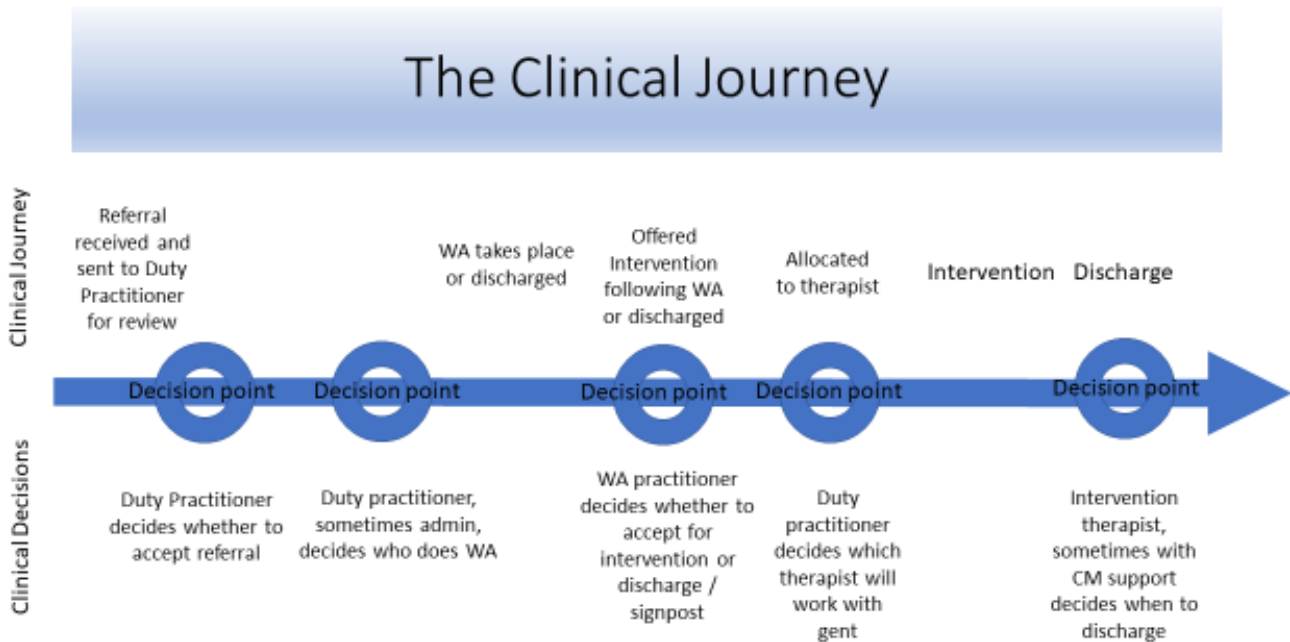 The Clinical Journey
Clinical Journey
Referral
received and
sent to Duty
Practitioner
for review
WA takes place
or discharged
Offered
Intervention
following WA
or discharged
Allocated
to therapist
Intervention
Discharge
Decision point
Decision point
Decision point
Decision point
Decision point
Clinical Decisions
Duty Practitioner
decides whether to
accept referral
Duty practitioner,
sometimes admin,
decides who does WA
WA practitioner
decides whether to
accept for
intervention or
discharge /
signpost
Duty
practitioner
decides which
therapist will
work with
gent
Intervention
therapist,
sometimes with
CM support
decides when to
discharge